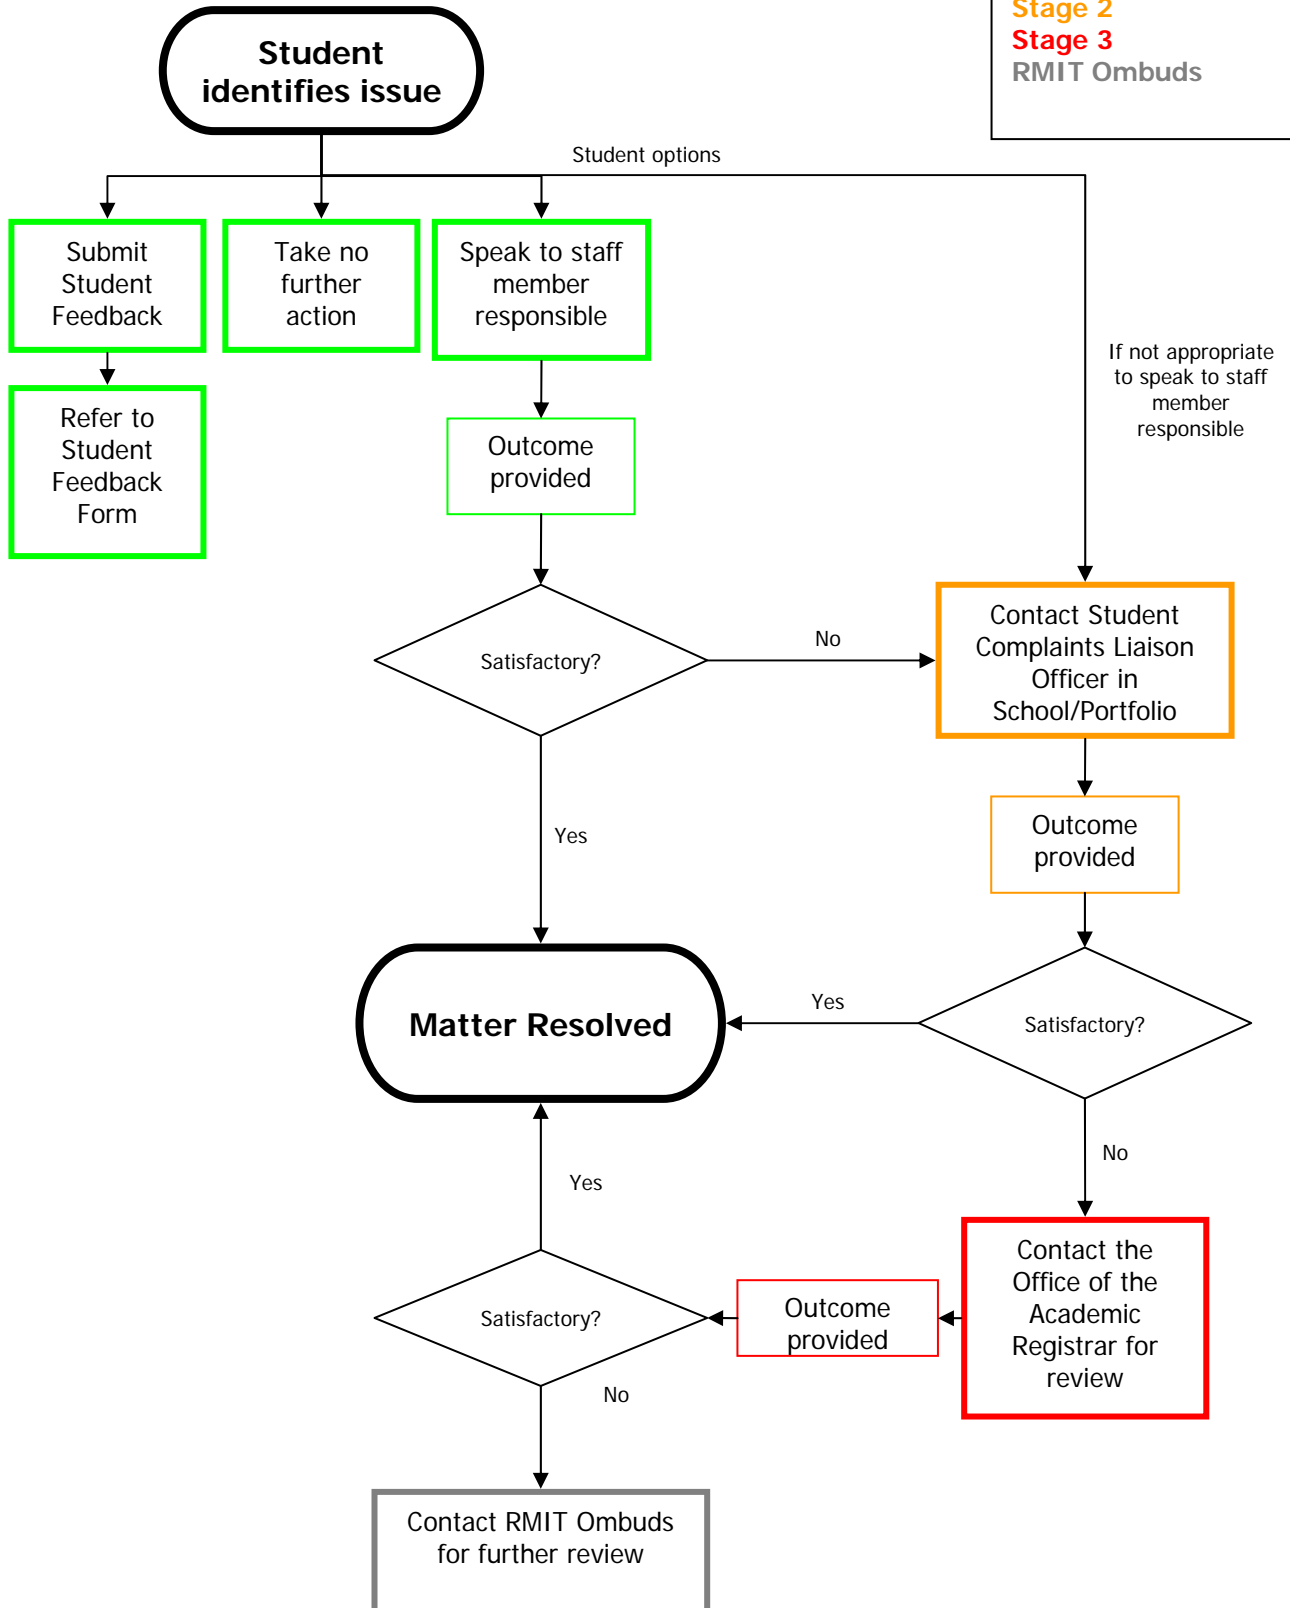 Stage 2
Stage 3
RMIT Ombuds
Student
identifies issue
Student options
Submit
Student
Feedback
Take no
further
action
Speak to staff
member
responsible
If not appropriate
to speak to staff
member
responsible
Refer to
Student
Feedback
Form
Outcome
provided
Satisfactory?
No
Contact Student
Complaints Liaison
Officer in
School/Portfolio
Yes
Outcome
provided
Matter Resolved
Yes
Satisfactory?
No
Yes
Contact the
Office of the
Academic
Registrar for
review
Outcome
provided
Satisfactory?
No
Contact RMIT Ombuds
for further review